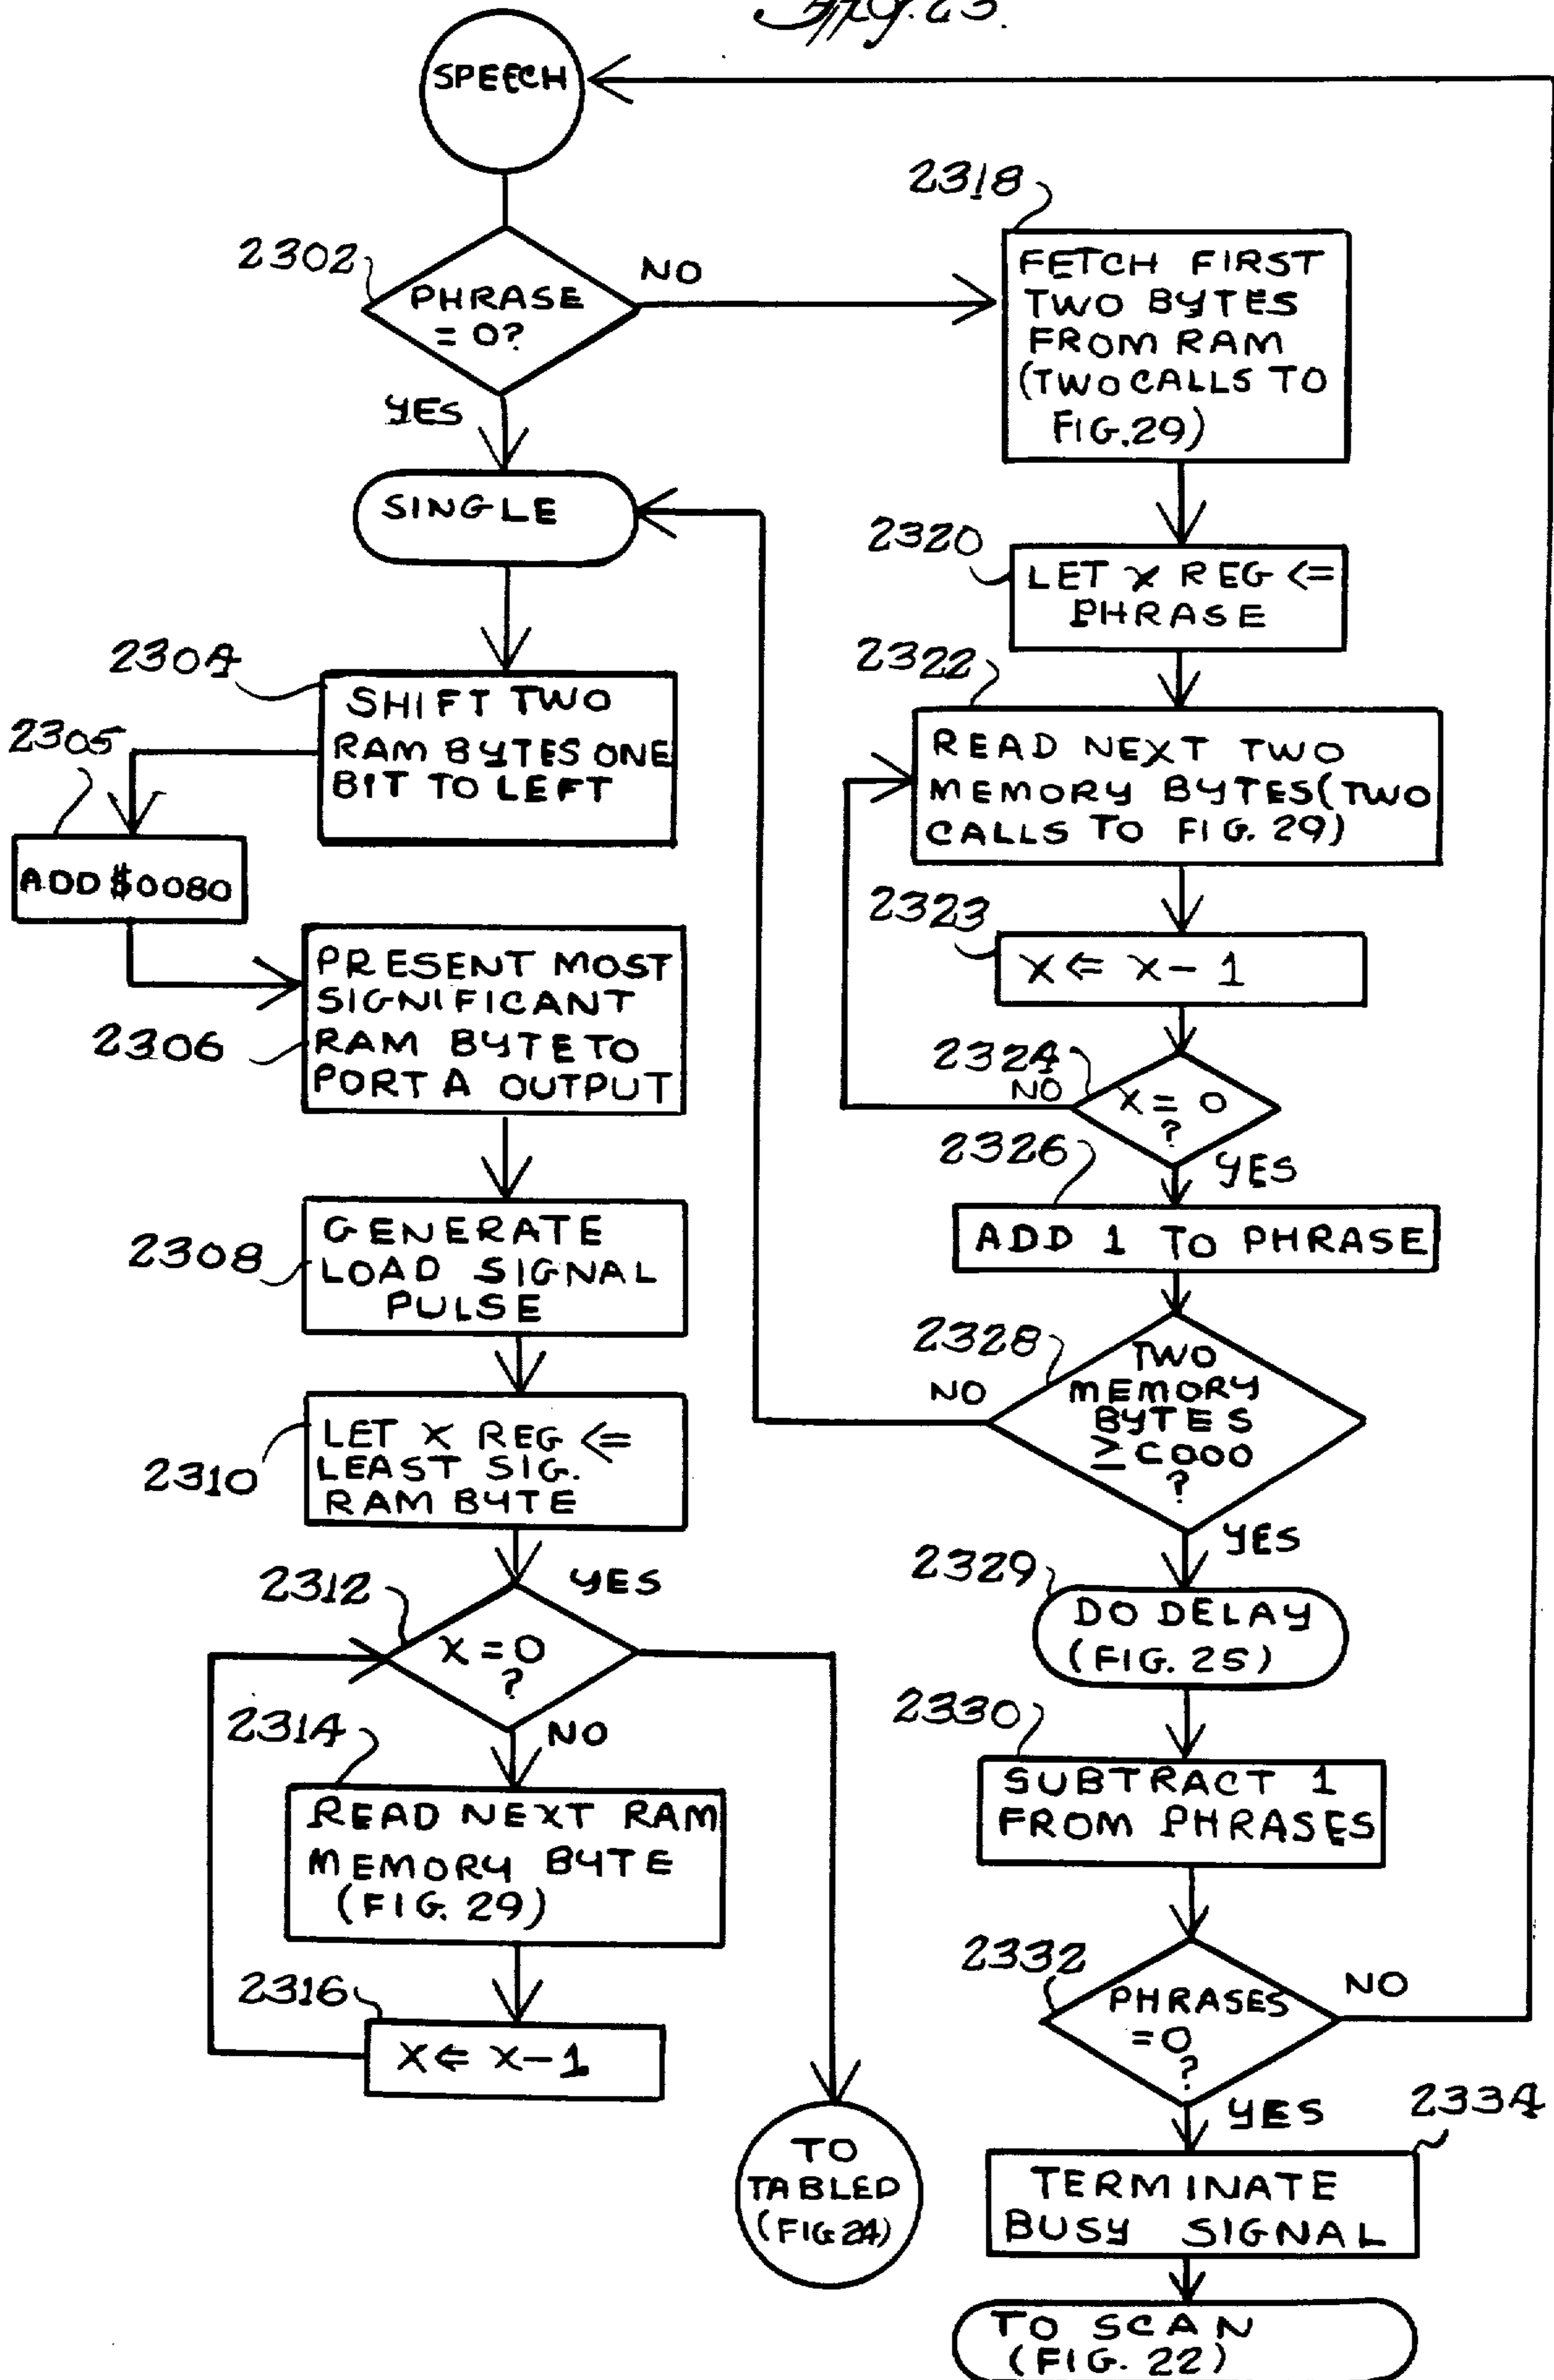 Fig. 23.
SPEECH
2302
PHRASE
= 0?
NO
YES
SINGLE
2304
SHIFT TWO
RAM BYTES ONE
BIT TO LEFT
2305
ADD $0080
2306
PRESENT MOST
SIGNIFICANT
RAM BYTE TO
PORT A OUTPUT
2308
GENERATE
LOAD SIGNAL
PULSE
2310
LET X REG <=
LEAST SIG.
RAM BYTE
2312
X = 0
?
YES
NO
2314
READ NEXT RAM
MEMORY BYTE
(FIG. 29)
2316
X <= X-1
TO
TABLED
(FIG 24)
2318
FETCH FIRST
TWO BYTES
FROM RAM
(TWO CALLS TO
FIG. 29)
2320
LET X REG <=
PHRASE
2322
READ NEXT TWO
MEMORY BYTES (TWO
CALLS TO FIG. 29)
2323
X <= X - 1
2324
NO
X = 0
?
YES
2326
ADD 1 TO PHRASE
2328
TWO
MEMORY
BYTES
≥ C000
?
NO
YES
2329
DO DELAY
(FIG. 25)
2330
SUBTRACT 1
FROM PHRASES
2332
PHRASES
= 0
?
NO
YES
2334
TERMINATE
BUSY SIGNAL
TO SCAN
(FIG. 22)